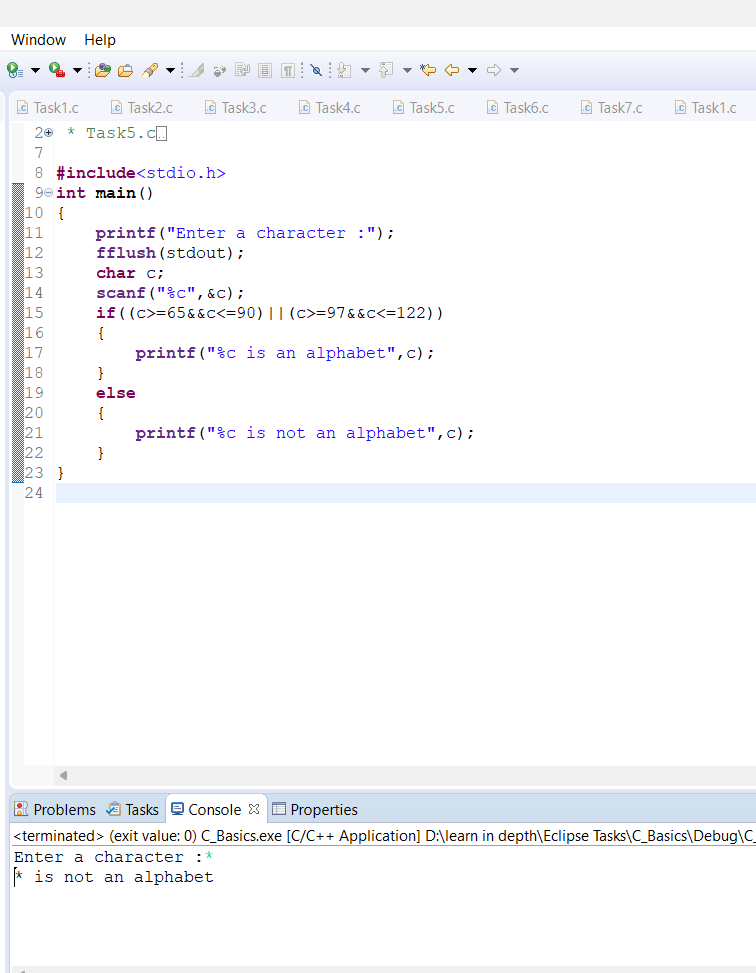 Window Help
Task1.c Task2.c Task3.c Task4.c Task5.c Task6.c Task7.c Task1.c
2 * Task5.c
7
8 #include<stdio.h>
9 int main()
10 {
11 printf("Enter a character :");
12 fflush(stdout);
13 char c;
14 scanf("%c",&c);
15 if((c>=65&&c<=90)||(c>=97&&c<=122))
16 {
17 printf("%c is an alphabet",c);
18 }
19 else
20 {
21 printf("%c is not an alphabet",c);
22 }
23 }
24
Problems Tasks Console Properties
<terminated> (exit value: 0) C_Basics.exe [C/C++ Application] D:\learn in depth\Eclipse Tasks\C_Basics\Debug\C_
Enter a character :*
* is not an alphabet